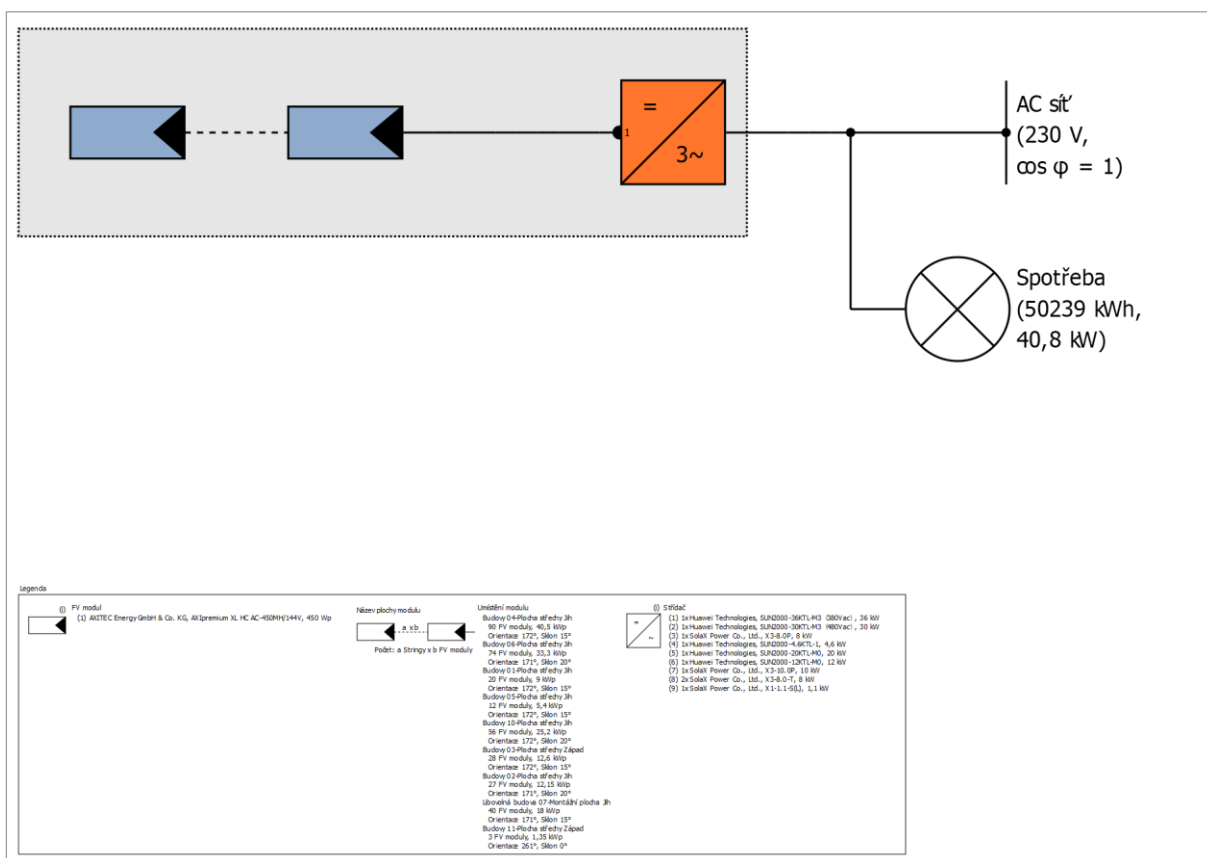 =
1
3~
AC síť
(230 V,
cos φ = 1)
Spotřeba
(50239 kWh,
40,8 kW)
Legenda
(i) FV modul
(1) AXITEC Energy GmbH & Co. KG, AXIpremium XL HC AC-450MH/144V, 450 Wp
Název plochy modulu
a x b
Počet: a Stringy x b FV moduly
Umístění modulu
Budovy 04-Plocha střechy Jih
90 FV moduly, 40,5 kWp
Orientace 172°, Sklon 15°
Budovy 06-Plocha střechy Jih
74 FV moduly, 33,3 kWp
Orientace 171°, Sklon 20°
Budovy 01-Plocha střechy Jih
20 FV moduly, 9 kWp
Orientace 172°, Sklon 15°
Budovy 05-Plocha střechy Jih
12 FV moduly, 5,4 kWp
Orientace 172°, Sklon 15°
Budovy 10-Plocha střechy Jih
56 FV moduly, 25,2 kWp
Orientace 172°, Sklon 20°
Budovy 03-Plocha střechy Západ
28 FV moduly, 12,6 kWp
Orientace 172°, Sklon 15°
Budovy 02-Plocha střechy Jih
27 FV moduly, 12,15 kWp
Orientace 171°, Sklon 20°
Libovolná budova 07-Montážní plocha Jih
40 FV moduly, 18 kWp
Orientace 171°, Sklon 15°
Budovy 11-Plocha střechy Západ
3 FV moduly, 1,35 kWp
Orientace 261°, Sklon 0°
(i) Střídač
=
~
(1) 1x Huawei Technologies, SUN2000-36KTL-M3 (380Vac) , 36 kW
(2) 1x Huawei Technologies, SUN2000-30KTL-M3 (480Vac) , 30 kW
(3) 1x SolaX Power Co., Ltd., X3-8.0P, 8 kW
(4) 1x Huawei Technologies, SUN2000-4.6KTL-1, 4,6 kW
(5) 1x Huawei Technologies, SUN2000-20KTL-M0, 20 kW
(6) 1x Huawei Technologies, SUN2000-12KTL-M0, 12 kW
(7) 1x SolaX Power Co., Ltd., X3-10.0P, 10 kW
(8) 2x SolaX Power Co., Ltd., X3-8.0-T, 8 kW
(9) 1x SolaX Power Co., Ltd., X1-1.1-S(L), 1,1 kW